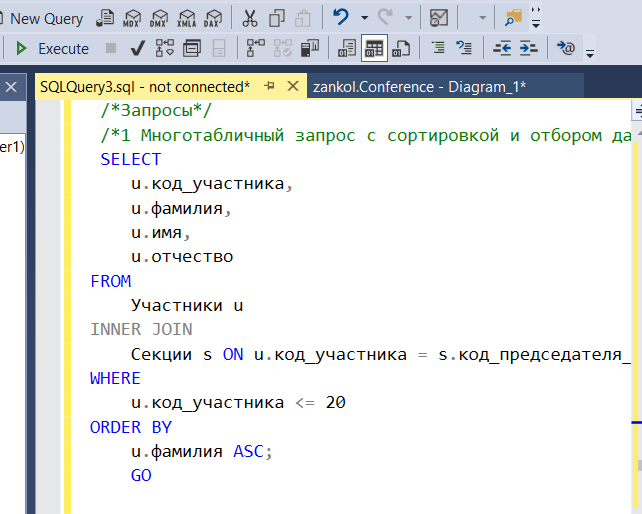 New Query MDX DMX XMLA DAX
Execute
SQLQuery3.sql - not connected* zankol.Conference - Diagram_1*
er1)
/*Запросы*/
/*1 Многотабличный запрос с сортировкой и отбором да
SELECT
u.код_участника,
u.фамилия,
u.имя,
u.отчество
FROM
Участники u
INNER JOIN
Секции s ON u.код_участника = s.код_председателя_
WHERE
u.код_участника <= 20
ORDER BY
u.фамилия ASC;
GO